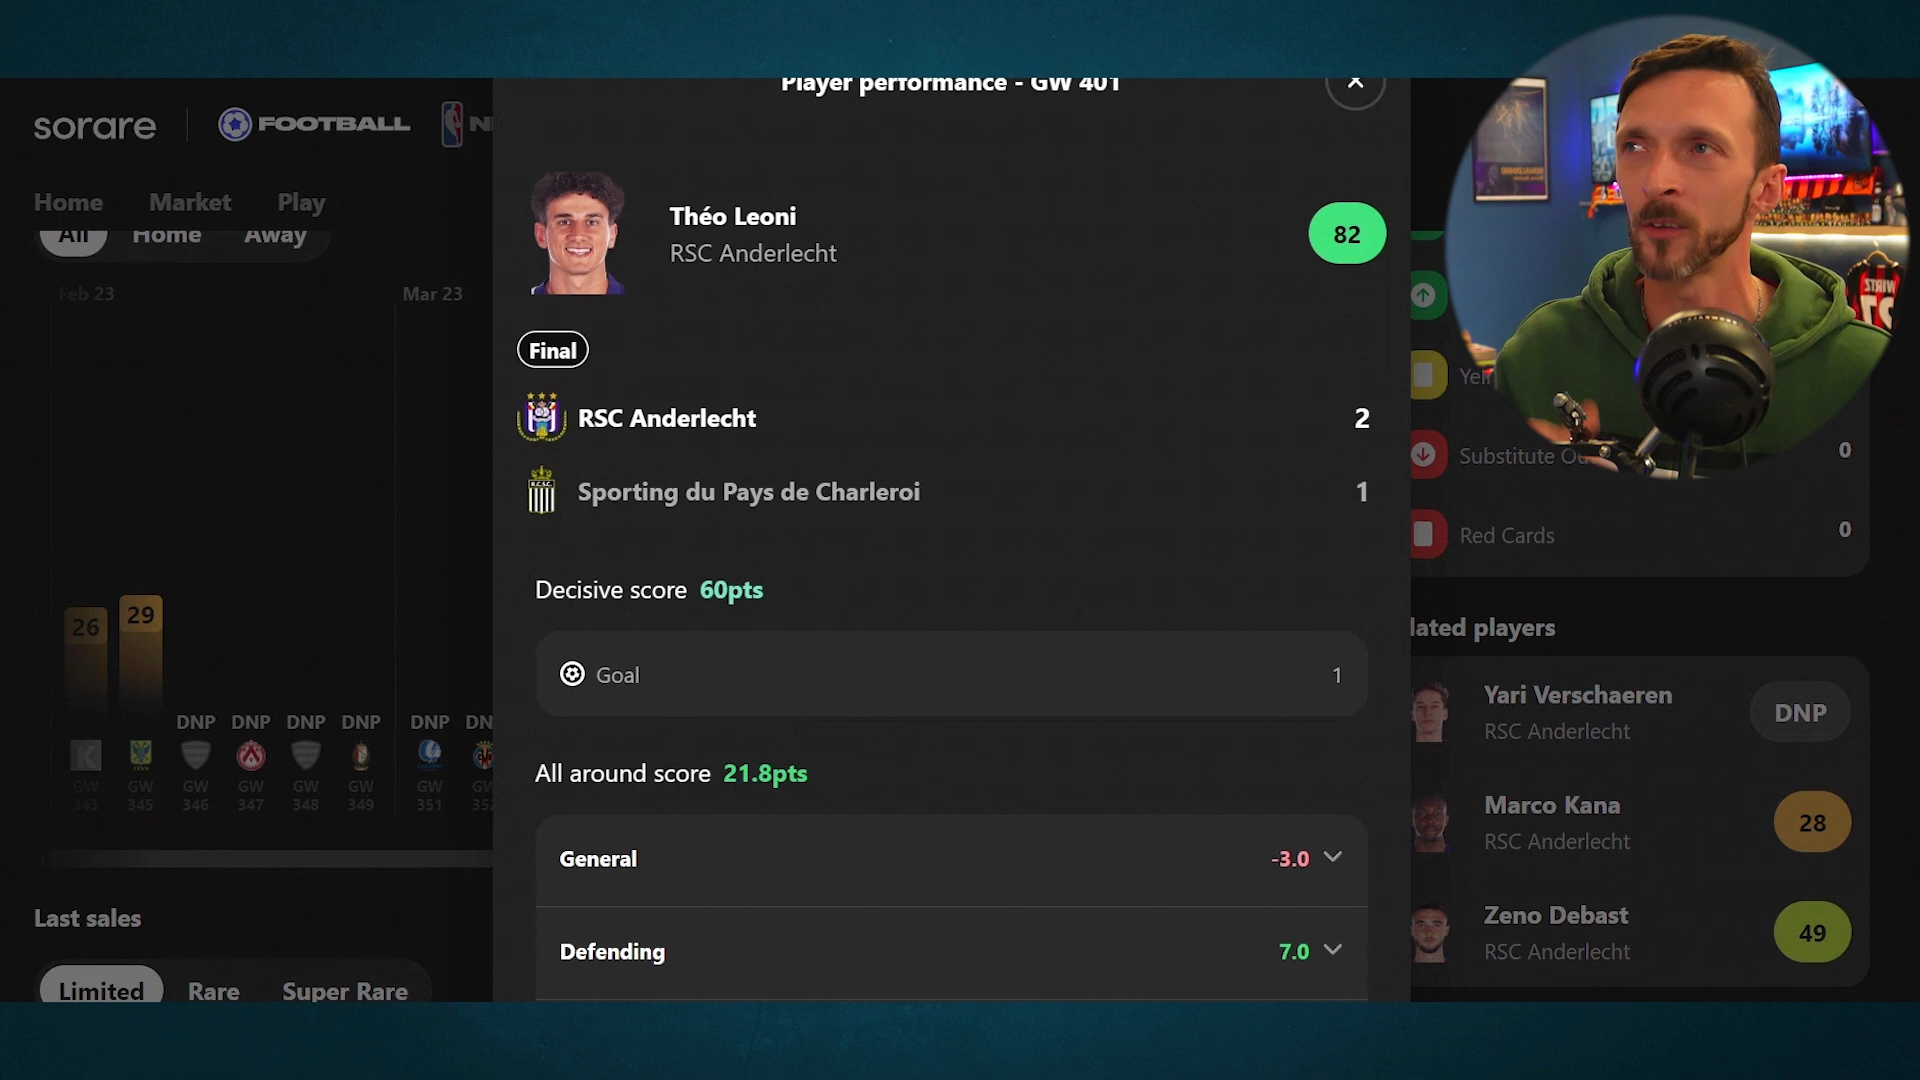 Player performance - GW 401
sorare
FOOTBALL
Home
Market
Play
All
Home
Away
Feb 23
Mar 23
26
29
DNP
DNP
DNP
DNP
DNP
GW 343
GW 345
GW 346
GW 347
GW 348
GW 349
GW 351
Last sales
Limited
Rare
Super Rare
Théo Leoni
RSC Anderlecht
82
Final
RSC Anderlecht
2
Sporting du Pays de Charleroi
1
Decisive score 60pts
Goal
1
All around score 21.8pts
General
-3.0
Defending
7.0
Substitute
0
Red Cards
0
players
Yari Verschaeren
RSC Anderlecht
DNP
Marco Kana
RSC Anderlecht
28
Zeno Debast
RSC Anderlecht
49